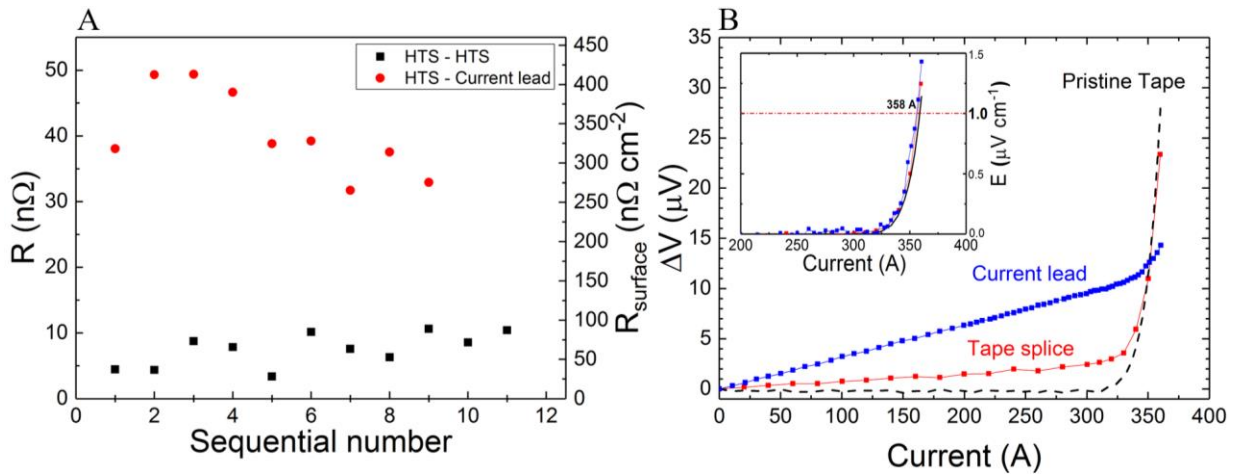 A
HTS - HTS
HTS - Current lead
50
40
30
20
10
0
R (nΩ)
0 2 4 6 8 10 12
Sequential number
450
400
350
300
250
200
150
100
50
0
R_surface (nΩ cm⁻²)
B
35
30
25
20
15
10
5
0
ΔV (µV)
0 50 100 150 200 250 300 350 400
Current (A)
Pristine Tape
Current lead
Tape splice
358 A
1.5
1.0
0.5
0.0
E (µV cm⁻¹)
200 250 300 350 400
Current (A)